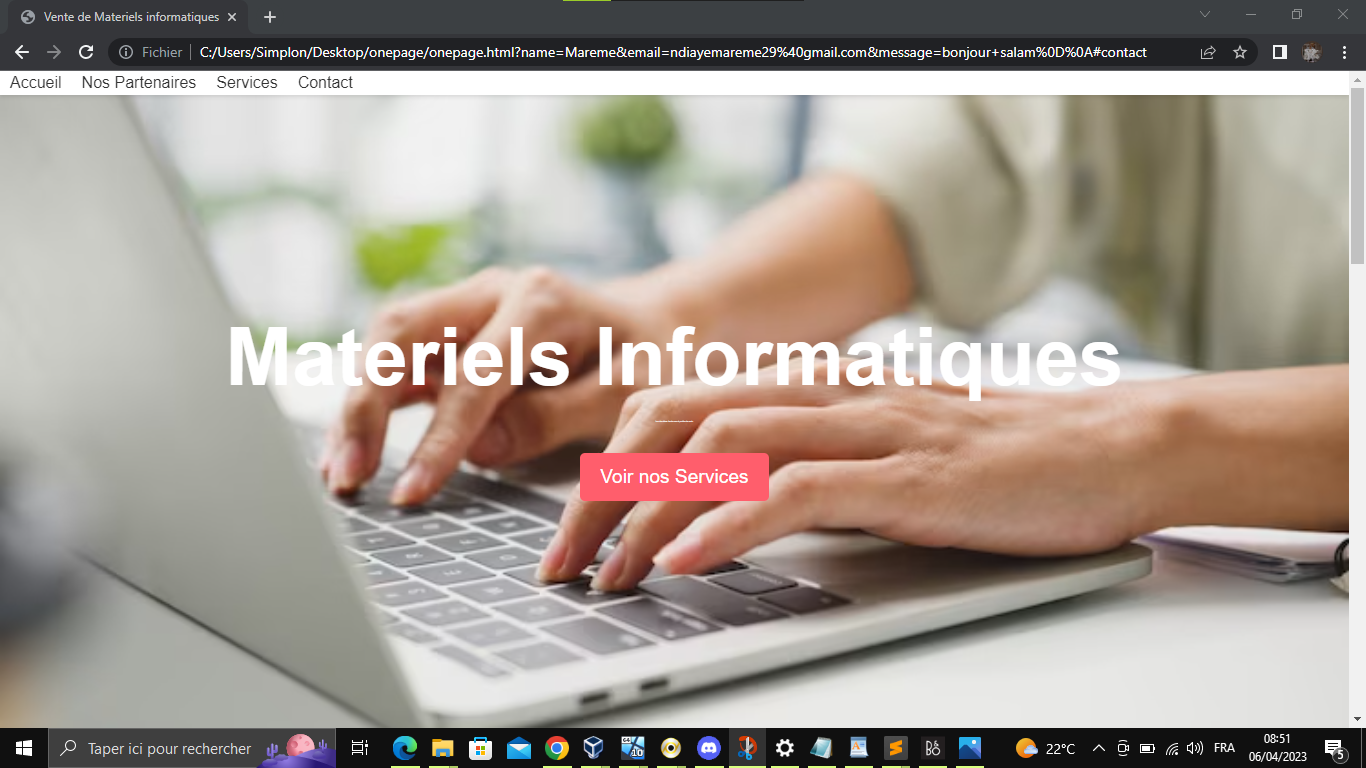 Vente de Materiels informatiques
Fichier C:/Users/Simplon/Desktop/onepage/onepage.html?name=Mareme&email=ndiayemareme29%40gmail.com&message=bonjour+salam%0D%0A#contact
Accueil Nos Partenaires Services Contact
Materiels Informatiques
Voir nos Services
Taper ici pour rechercher
22°C
FRA
08:51
06/04/2023
5